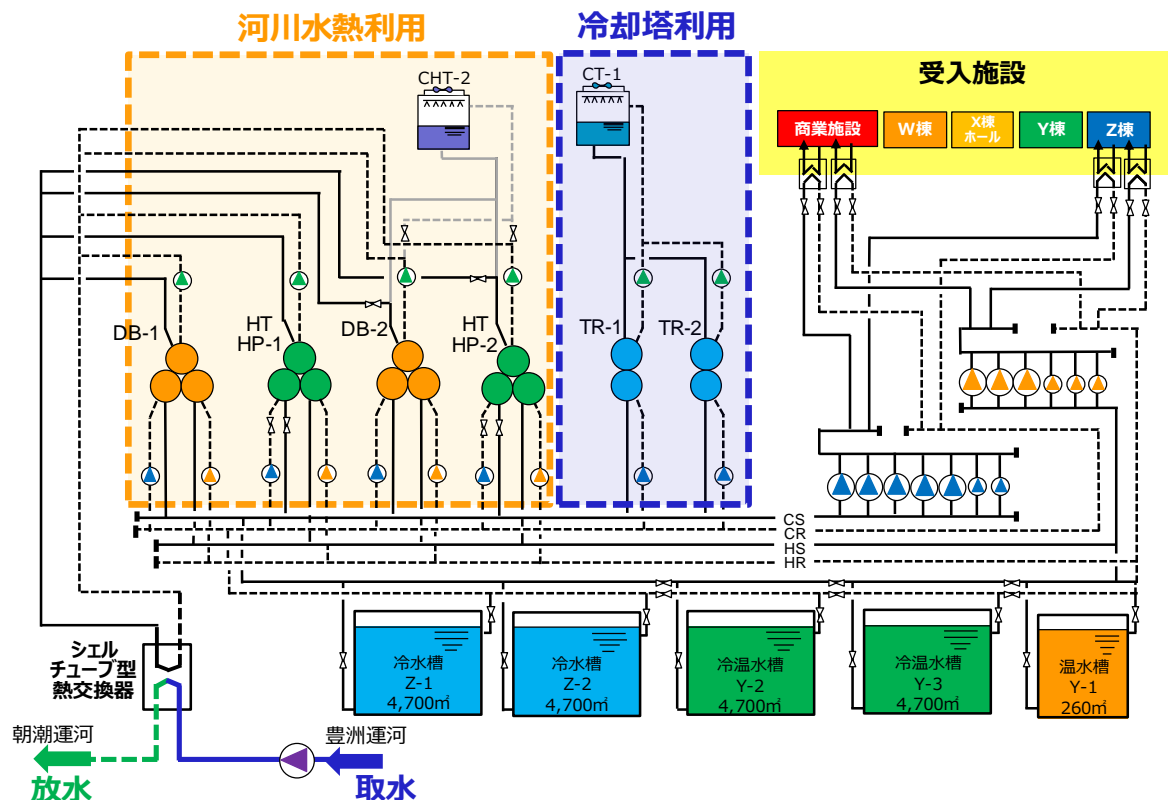 河川水熱利用
冷却塔利用
受入施設
CHT-2
CT-1
商業施設
W棟
X棟
ホール
Y棟
Z棟
DB-1
HT
HP-1
DB-2
HT
HP-2
TR-1
TR-2
CS
CR
HS
HR
シェル
チューブ型
熱交換器
冷水槽
Z-1
4,700㎥
冷水槽
Z-2
4,700㎥
冷温水槽
Y-2
4,700㎥
冷温水槽
Y-3
4,700㎥
温水槽
Y-1
260㎥
朝潮運河
放水
豊洲運河
取水